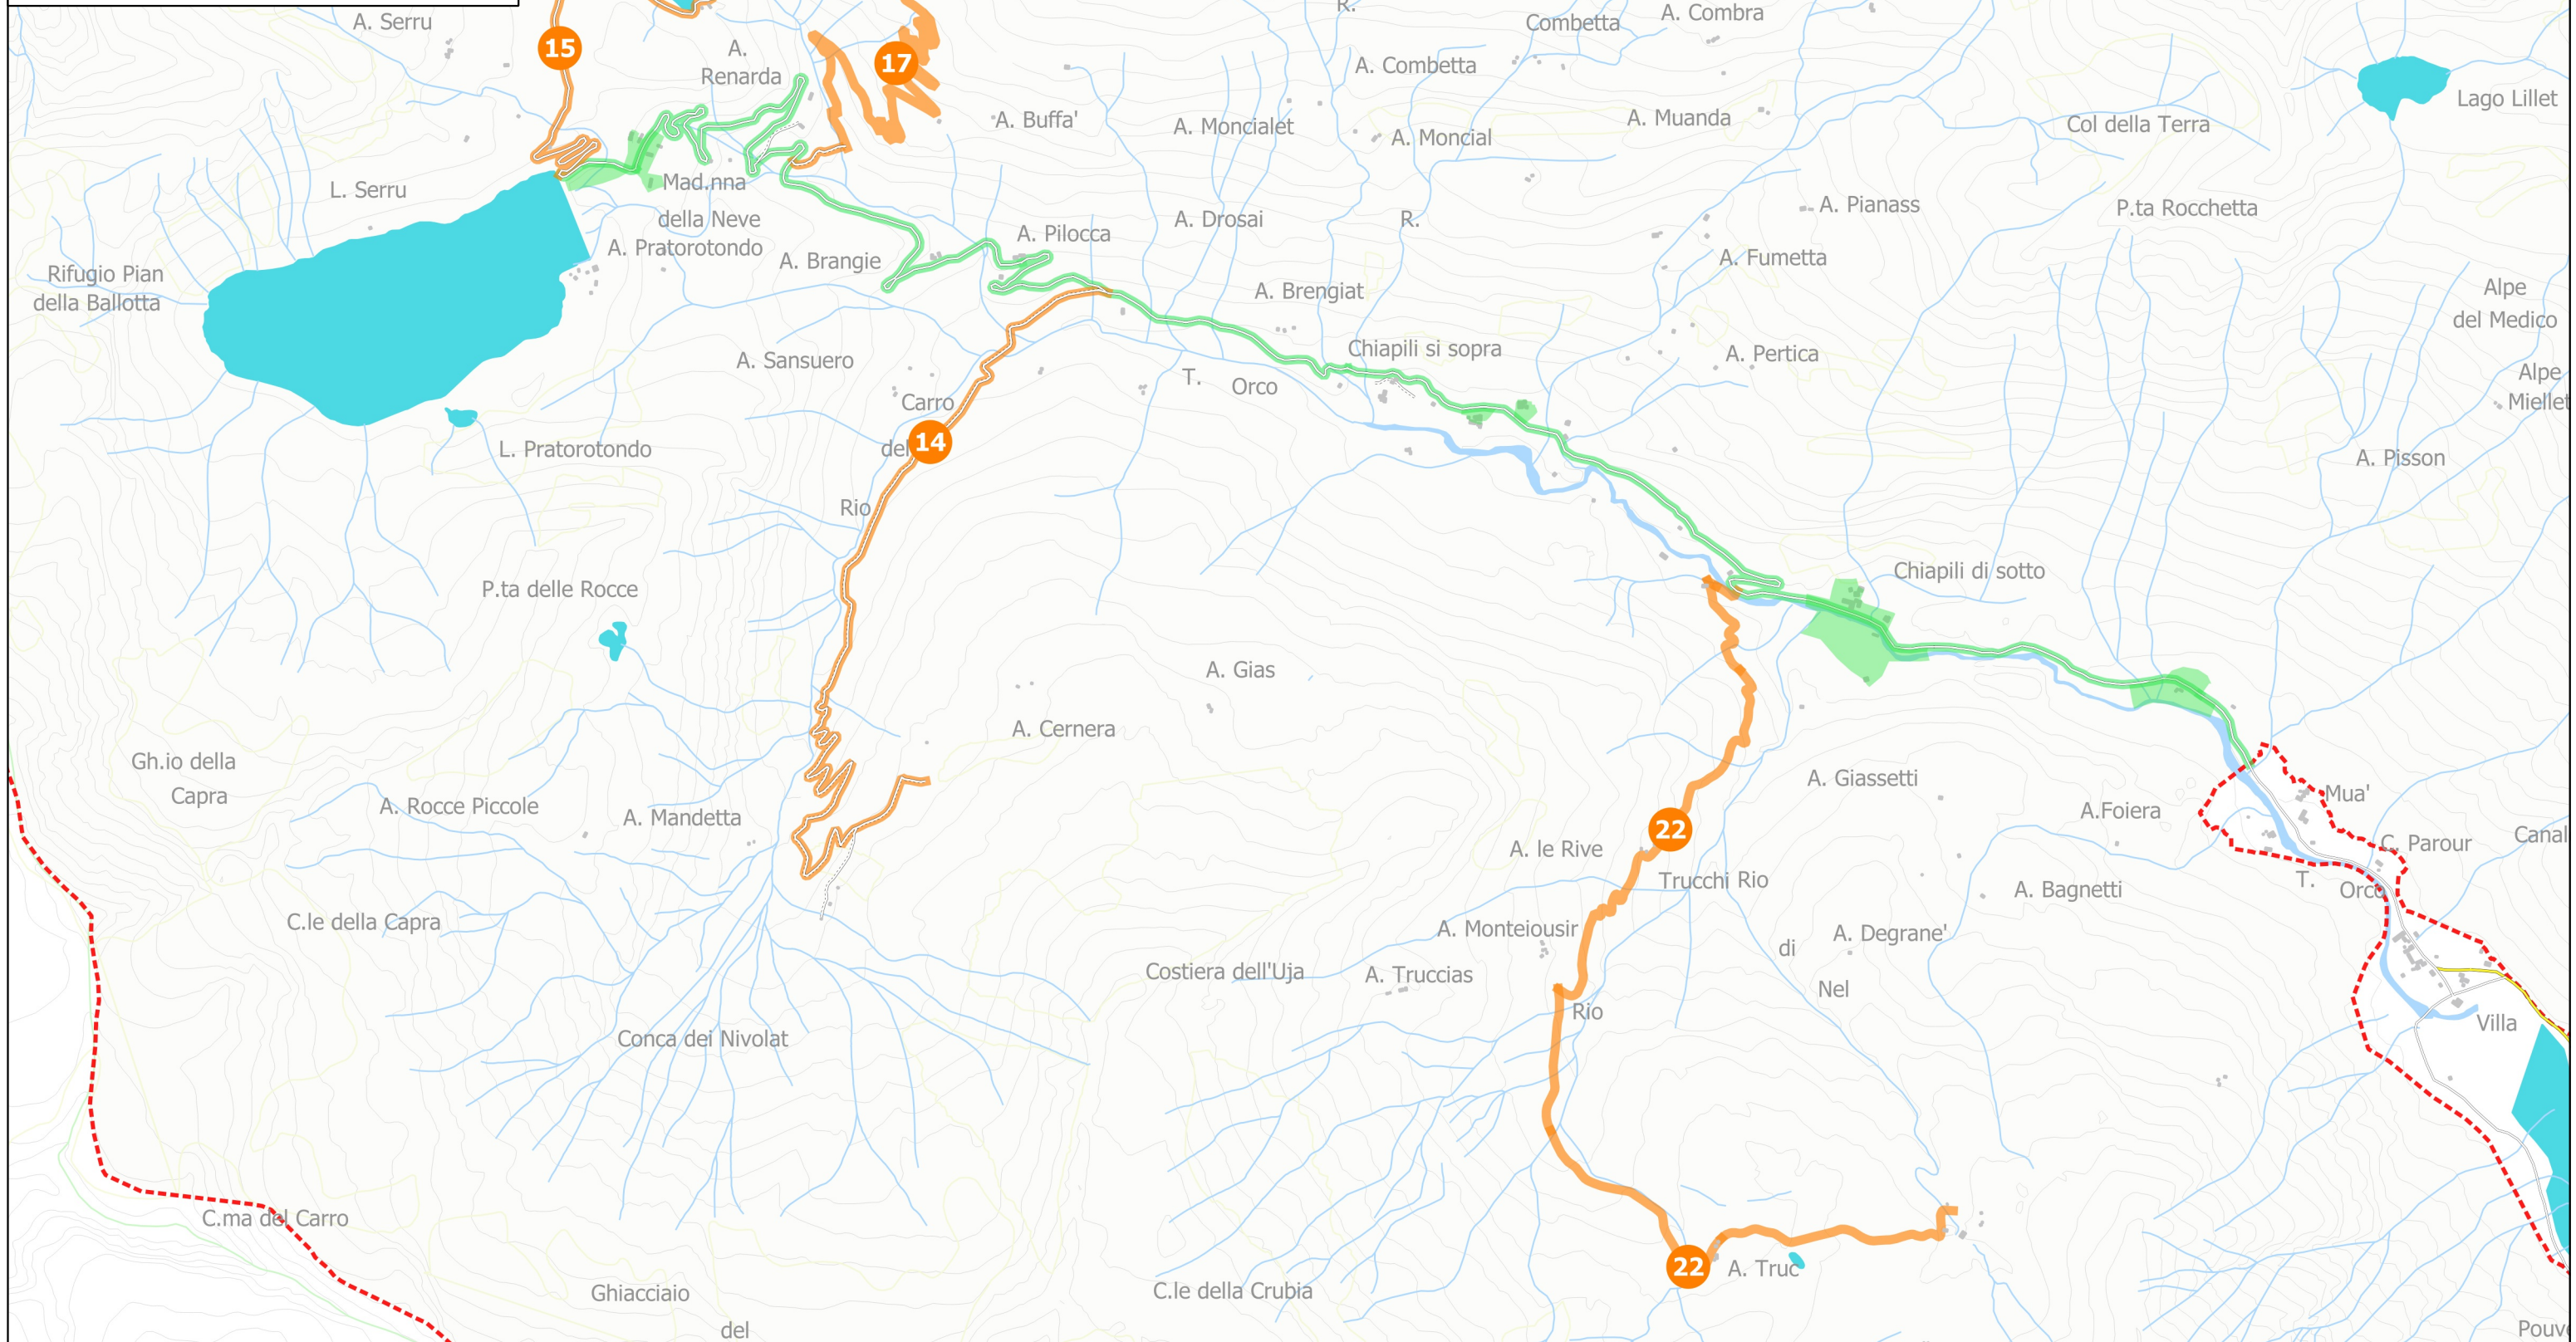 A. Serru
15
A.
Renarda
17
R.
Combetta
A. Combra
A. Combetta
Lago Lillet
A. Buffa'
A. Moncialet
A. Moncial
A. Muanda
Col della Terra
L. Serru
Mad.nna
della Neve
A. Pratorotondo
A. Drosai
R.
A. Pianass
P.ta Rocchetta
A. Pilocca
A. Brangie
A. Fumetta
Rifugio Pian
della Ballotta
A. Brengiat
Alpe
del Medico
Chiapili si sopra
A. Pertica
A. Sansuero
T.
Orco
Alpe
Miellet
Carro
del
14
L. Pratorotondo
A. Pisson
Rio
P.ta delle Rocce
Chiapili di sotto
A. Gias
A. Cernera
Gh.io della
Capra
A. Rocce Piccole
A. Mandetta
A. Giassetti
Mua'
A.Foiera
22
A. le Rive
C. Parour
Canal
Trucchi Rio
T.
Orco
A. Bagnetti
C.le della Capra
A. Monteiousir
di
A. Degrane'
Costiera dell'Uja
A. Truccias
Nel
Rio
Villa
Conca dei Nivolat
C.ma del Carro
22
A. Truc
Ghiacciaio
del
C.le della Crubia